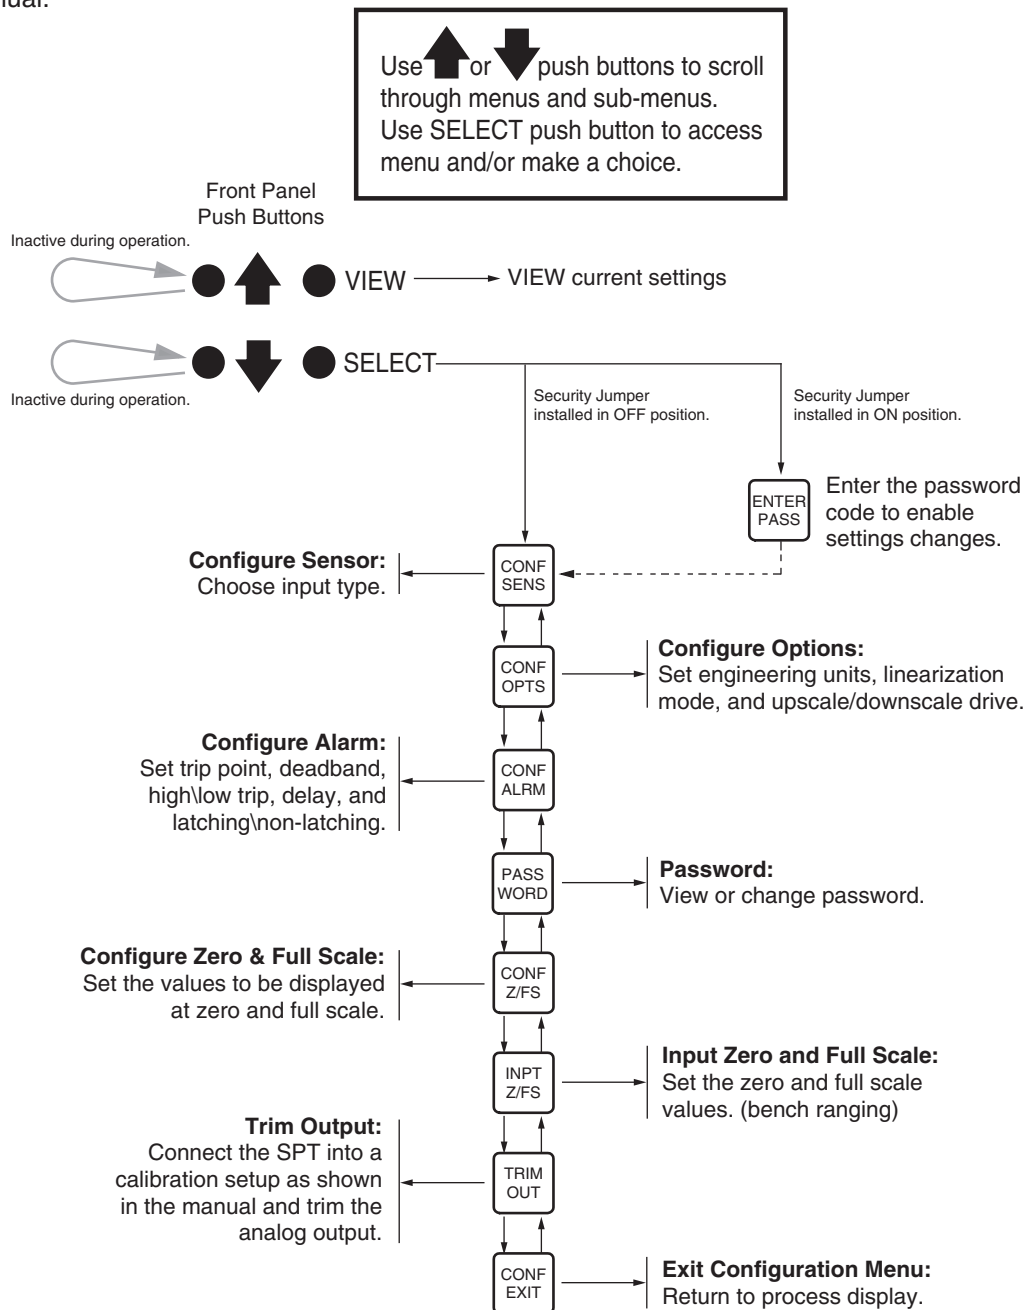 nual.
Use or push buttons to scroll
through menus and sub-menus.
Use SELECT push button to access
menu and/or make a choice.
Front Panel
Push Buttons
Inactive during operation.
VIEW
VIEW current settings
SELECT
Inactive during operation.
Security Jumper
installed in OFF position.
Security Jumper
installed in ON position.
ENTER
PASS
Enter the password
code to enable
settings changes.
Configure Sensor:
Choose input type.
CONF
SENS
CONF
OPTS
Configure Options:
Set engineering units, linearization
mode, and upscale/downscale drive.
Configure Alarm:
Set trip point, deadband,
high\low trip, delay, and
latching\non-latching.
CONF
ALRM
PASS
WORD
Password:
View or change password.
Configure Zero & Full Scale:
Set the values to be displayed
at zero and full scale.
CONF
Z/FS
INPT
Z/FS
Input Zero and Full Scale:
Set the zero and full scale
values. (bench ranging)
Trim Output:
Connect the SPT into a
calibration setup as shown
in the manual and trim the
analog output.
TRIM
OUT
CONF
EXIT
Exit Configuration Menu:
Return to process display.